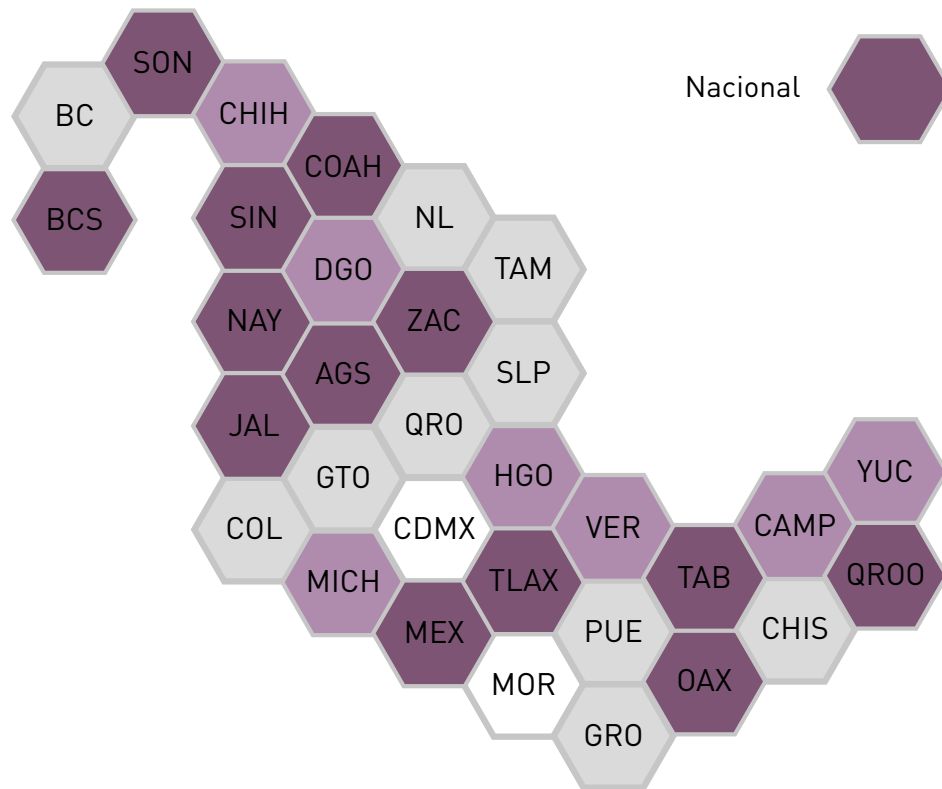 SON
Nacional
BC
CHIH
COAH
BCS
SIN
NL
DGO
TAM
NAY
ZAC
AGS
SLP
JAL
QRO
GTO
HGO
YUC
COL
CDMX
VER
CAMP
MICH
TLAX
TAB
QROO
MEX
PUE
CHIS
MOR
OAX
GRO